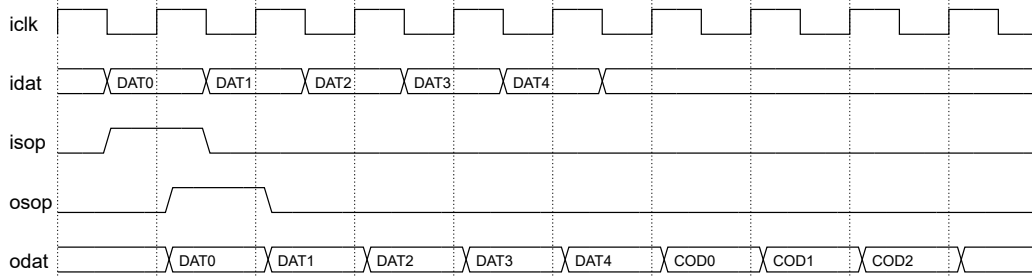 iclk
idat DAT0 DAT1 DAT2 DAT3 DAT4
isop
osop
odat DAT0 DAT1 DAT2 DAT3 DAT4 COD0 COD1 COD2